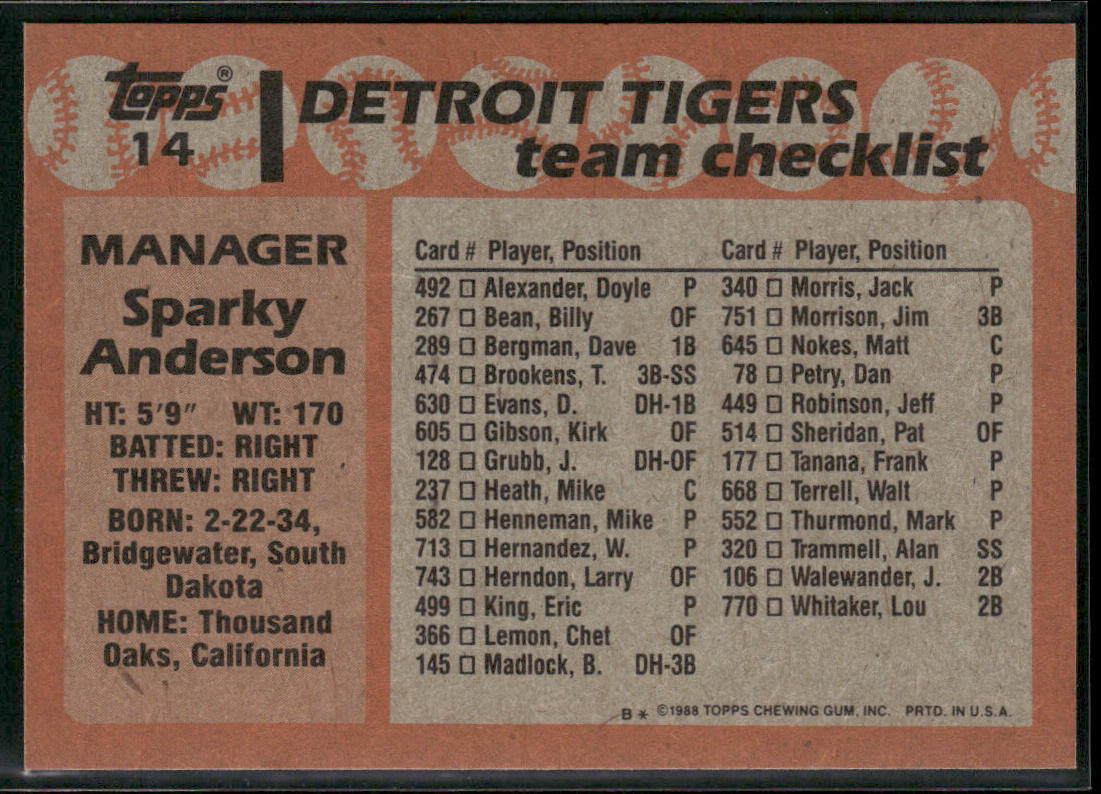 topps®
14
DETROIT TIGERS
team checklist
MANAGER
Sparky
Anderson
HT: 5'9" WT: 170
BATTED: RIGHT
THREW: RIGHT
BORN: 2-22-34,
Bridgewater, South
Dakota
HOME: Thousand
Oaks, California
Card # Player, Position
492 □ Alexander, Doyle P
267 □ Bean, Billy OF
289 □ Bergman, Dave 1B
474 □ Brookens, T. 3B-SS
630 □ Evans, D. DH-1B
605 □ Gibson, Kirk OF
128 □ Grubb, J. DH-OF
237 □ Heath, Mike C
582 □ Henneman, Mike P
713 □ Hernandez, W. P
743 □ Herndon, Larry OF
499 □ King, Eric P
366 □ Lemon, Chet OF
145 □ Madlock, B. DH-3B
Card # Player, Position
340 □ Morris, Jack P
751 □ Morrison, Jim 3B
645 □ Nokes, Matt C
78 □ Petry, Dan P
449 □ Robinson, Jeff P
514 □ Sheridan, Pat OF
177 □ Tanana, Frank P
668 □ Terrell, Walt P
552 □ Thurmond, Mark P
320 □ Trammell, Alan SS
106 □ Walewander, J. 2B
770 □ Whitaker, Lou 2B
B* ©1988 TOPPS CHEWING GUM, INC. PRTD. IN U.S.A.